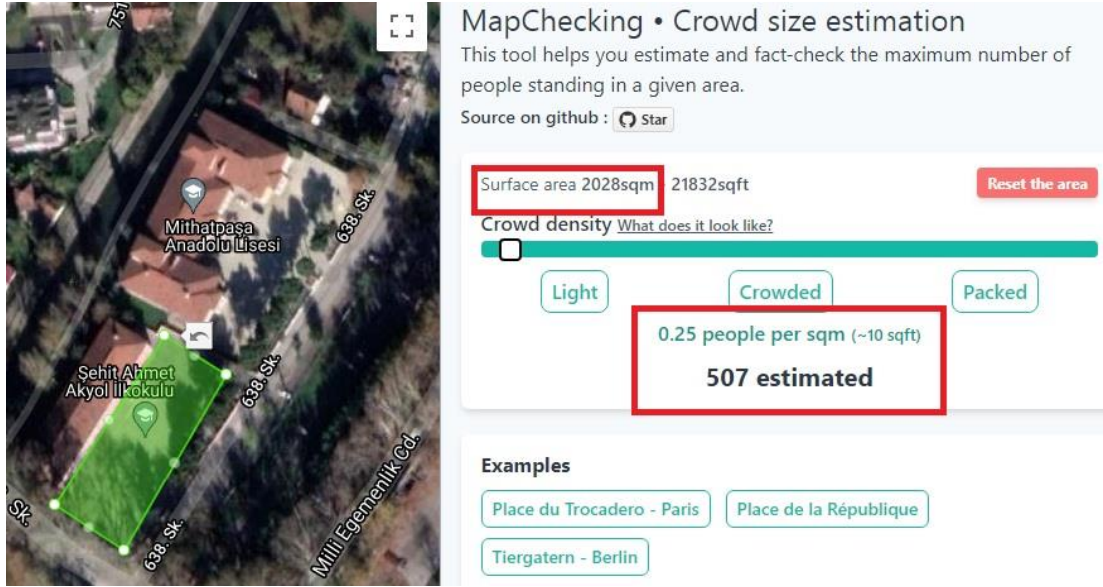 751
Mithatpaşa
Anadolu Lisesi
638. Sk.
Şehit Ahmet
Akyol İlkokulu
638. Sk.
Sk.
638. Sk.
Milli Egemenlik Cd.
MapChecking • Crowd size estimation
This tool helps you estimate and fact-check the maximum number of
people standing in a given area.
Source on github : Star
Surface area 2028sqm - 21832sqft
Reset the area
Crowd density What does it look like?
Light
Crowded
Packed
0.25 people per sqm (~10 sqft)
507 estimated
Examples
Place du Trocadero - Paris
Place de la République
Tiergatern - Berlin